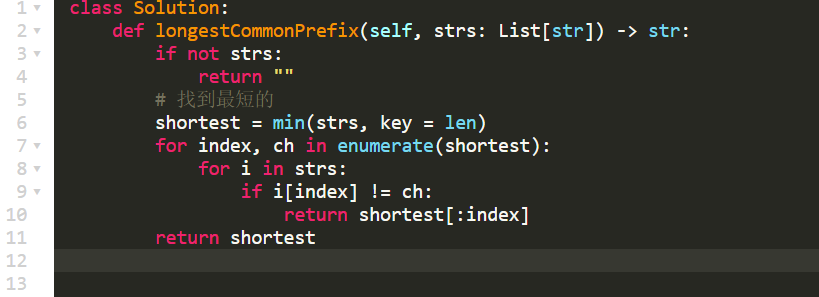 1 class Solution:
2     def longestCommonPrefix(self, strs: List[str]) -> str:
3         if not strs:
4             return ""
5         # 找到最短的
6         shortest = min(strs, key = len)
7         for index, ch in enumerate(shortest):
8             for i in strs:
9                 if i[index] != ch:
10                     return shortest[:index]
11         return shortest
12
13